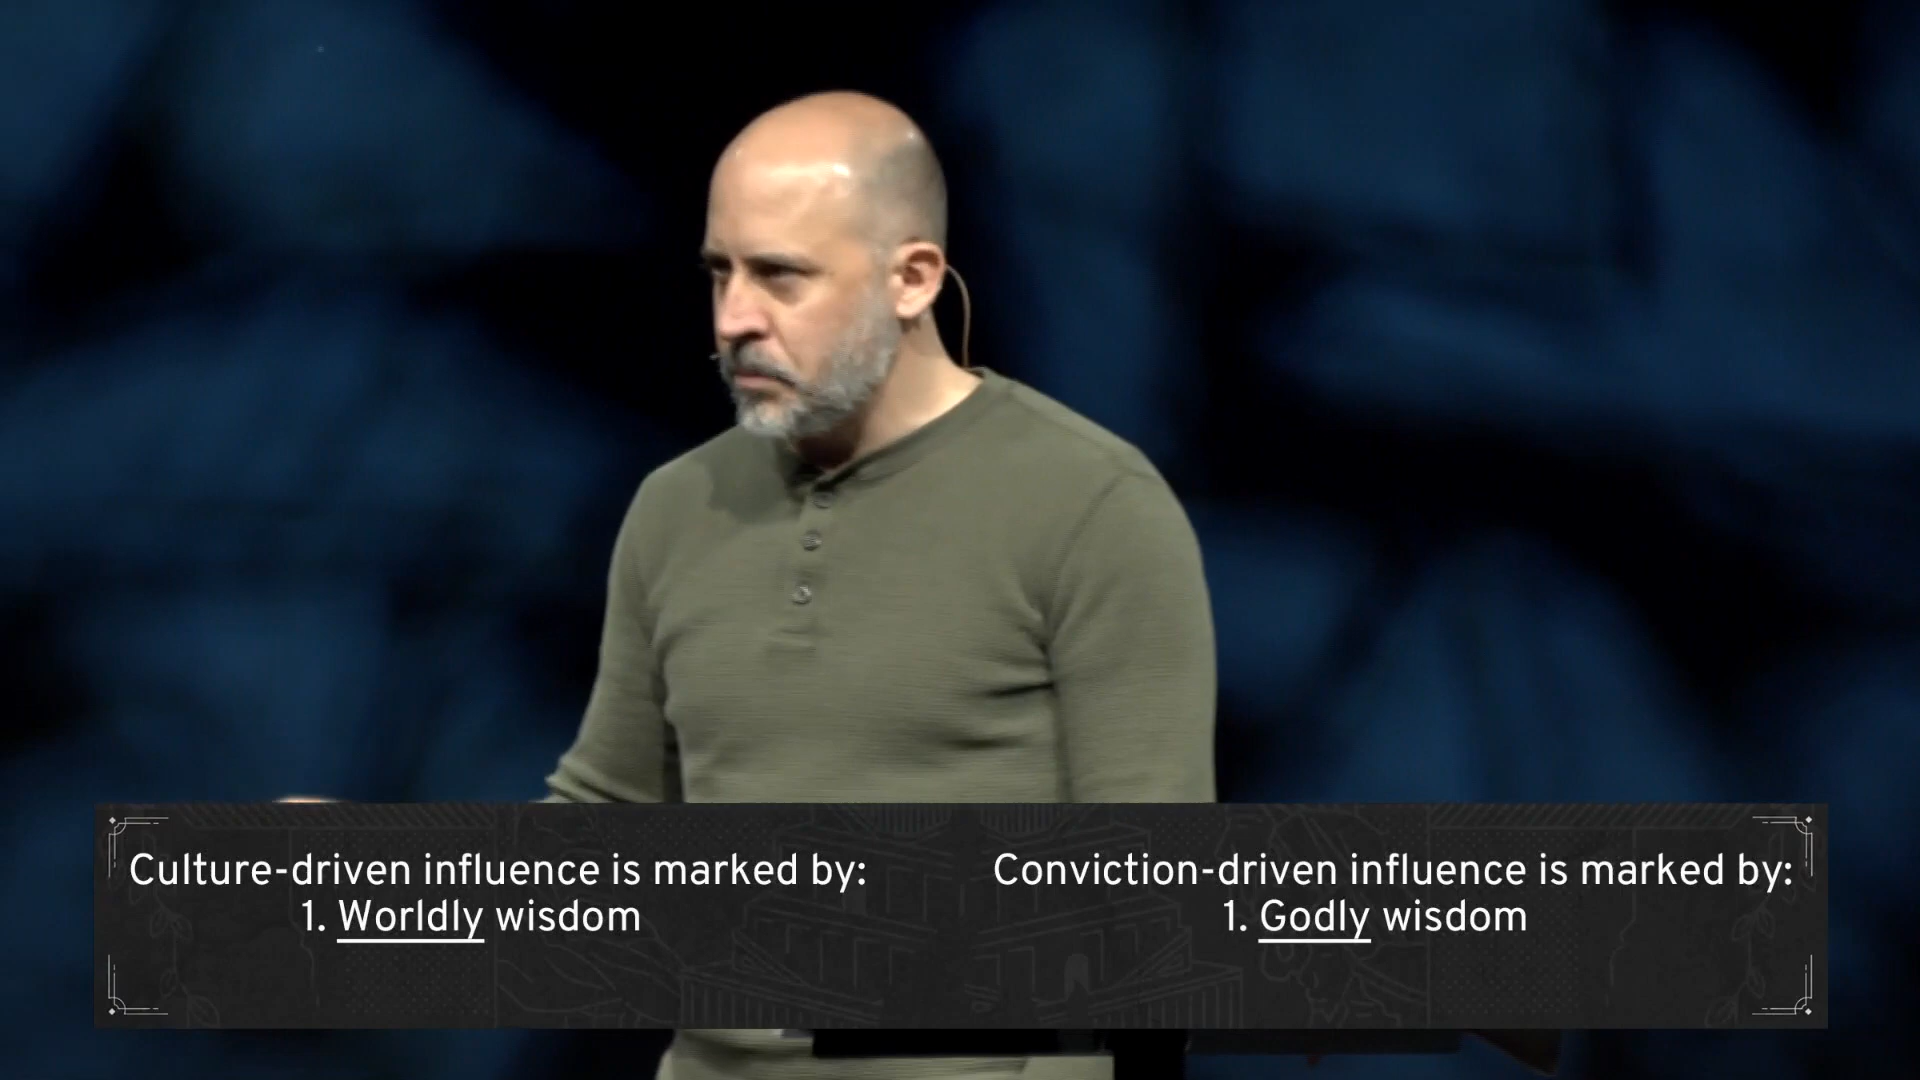 Culture-driven influence is marked by:
1. Worldly wisdom
Conviction-driven influence is marked by:
1. Godly wisdom